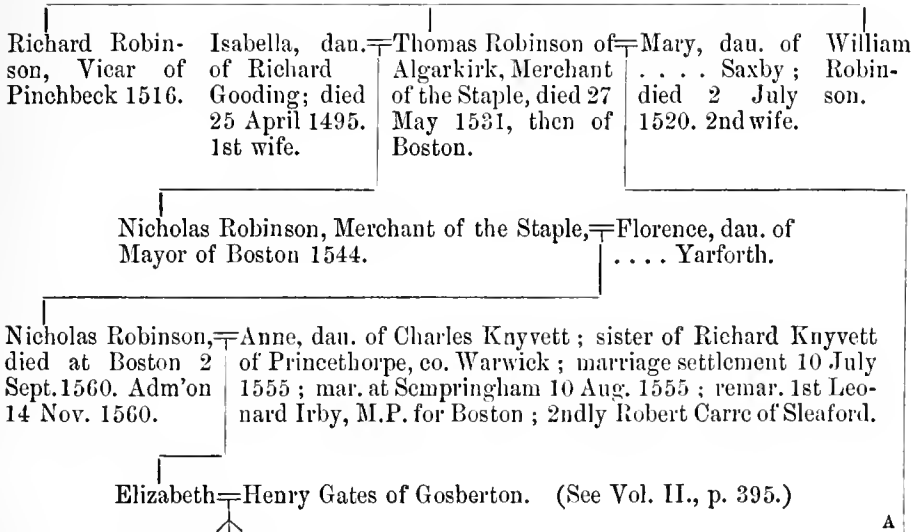 Richard Robin-
son, Vicar of
Pinchbeck 1516.
Isabella, dau.
of Richard
Gooding; died
25 April 1495.
1st wife.
Thomas Robinson of
Algarkirk, Merchant
of the Staple, died 27
May 1531, then of
Boston.
Mary, dau. of
. . . . Saxby ;
died 2 July
1520. 2nd wife.
William
Robin-
son.
Nicholas Robinson, Merchant of the Staple,
Mayor of Boston 1544.
Florence, dau. of
. . . . Yarforth.
Nicholas Robinson,
died at Boston 2
Sept. 1560. Adm'on
14 Nov. 1560.
Anne, dau. of Charles Knyvett ; sister of Richard Knyvett
of Princethorpe, co. Warwick ; marriage settlement 10 July
1555 ; mar. at Sempringham 10 Aug. 1555 ; remar. 1st Leo-
nard Irby, M.P. for Boston ; 2ndly Robert Carre of Sleaford.
Elizabeth Henry Gates of Gosberton. (See Vol. II., p. 395.)
A